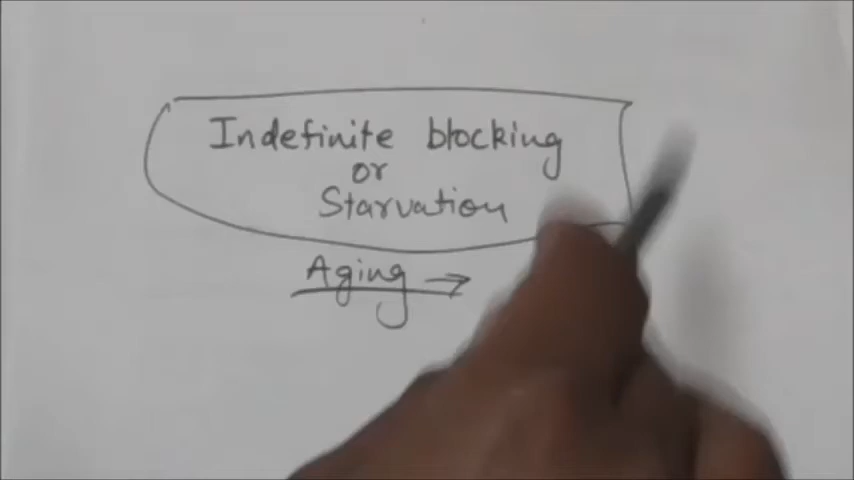 Indefinite blocking
or
Starvation
Aging →